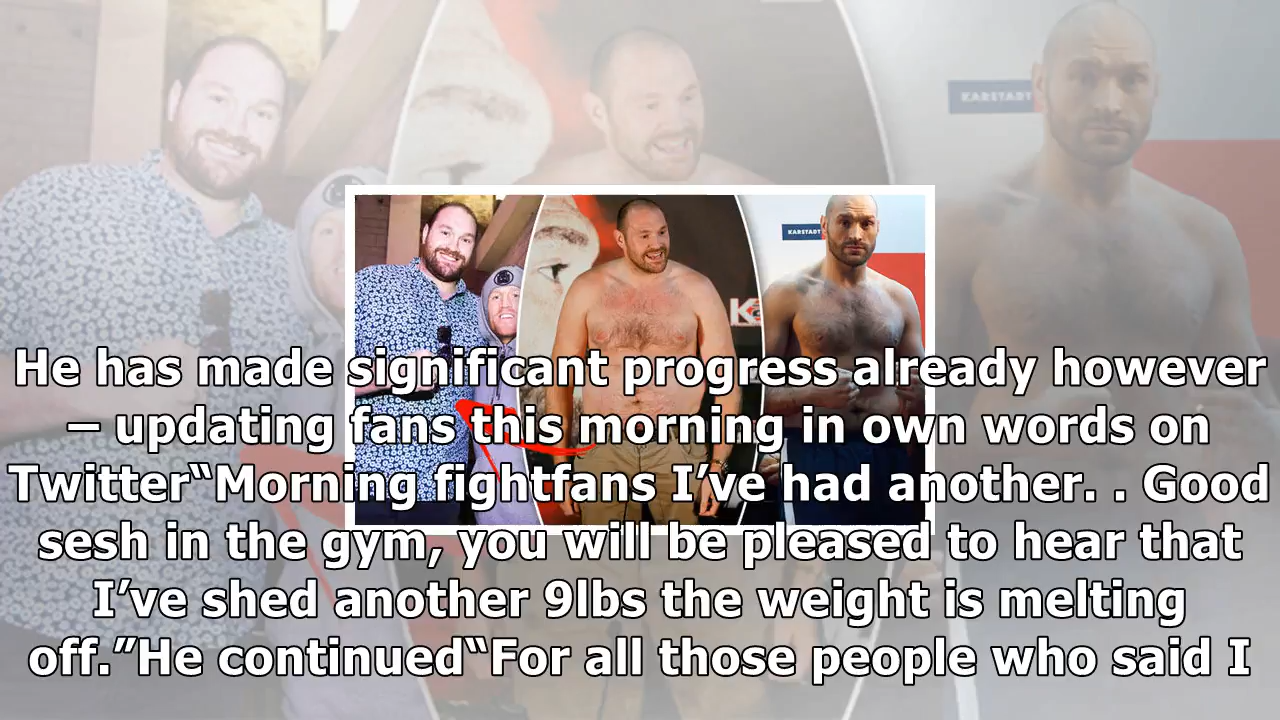 KARSTADT
KARSTADT
K
He has made significant progress already however
– updating fans this morning in own words on
Twitter“Morning fightfans I’ve had another. . Good
sesh in the gym, you will be pleased to hear that
I’ve shed another 9lbs the weight is melting
off.”He continued“For all those people who said I